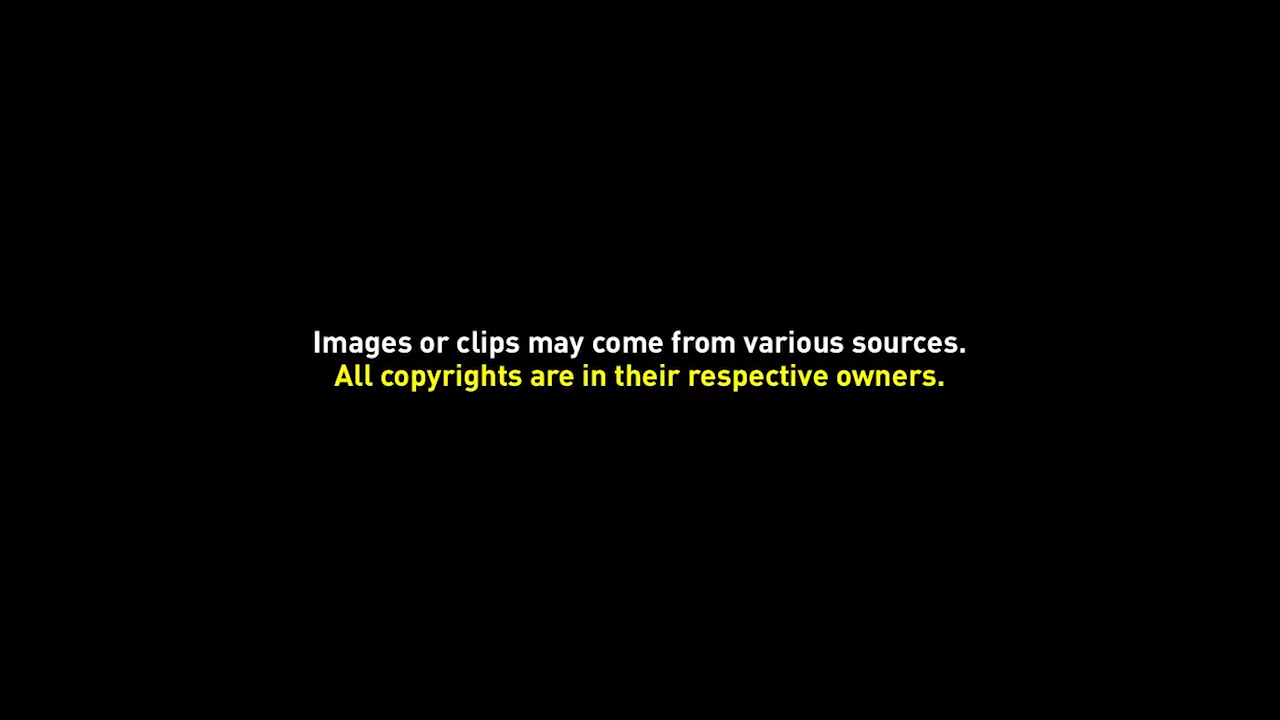 Images or clips may come from various sources.
All copyrights are in their respective owners.